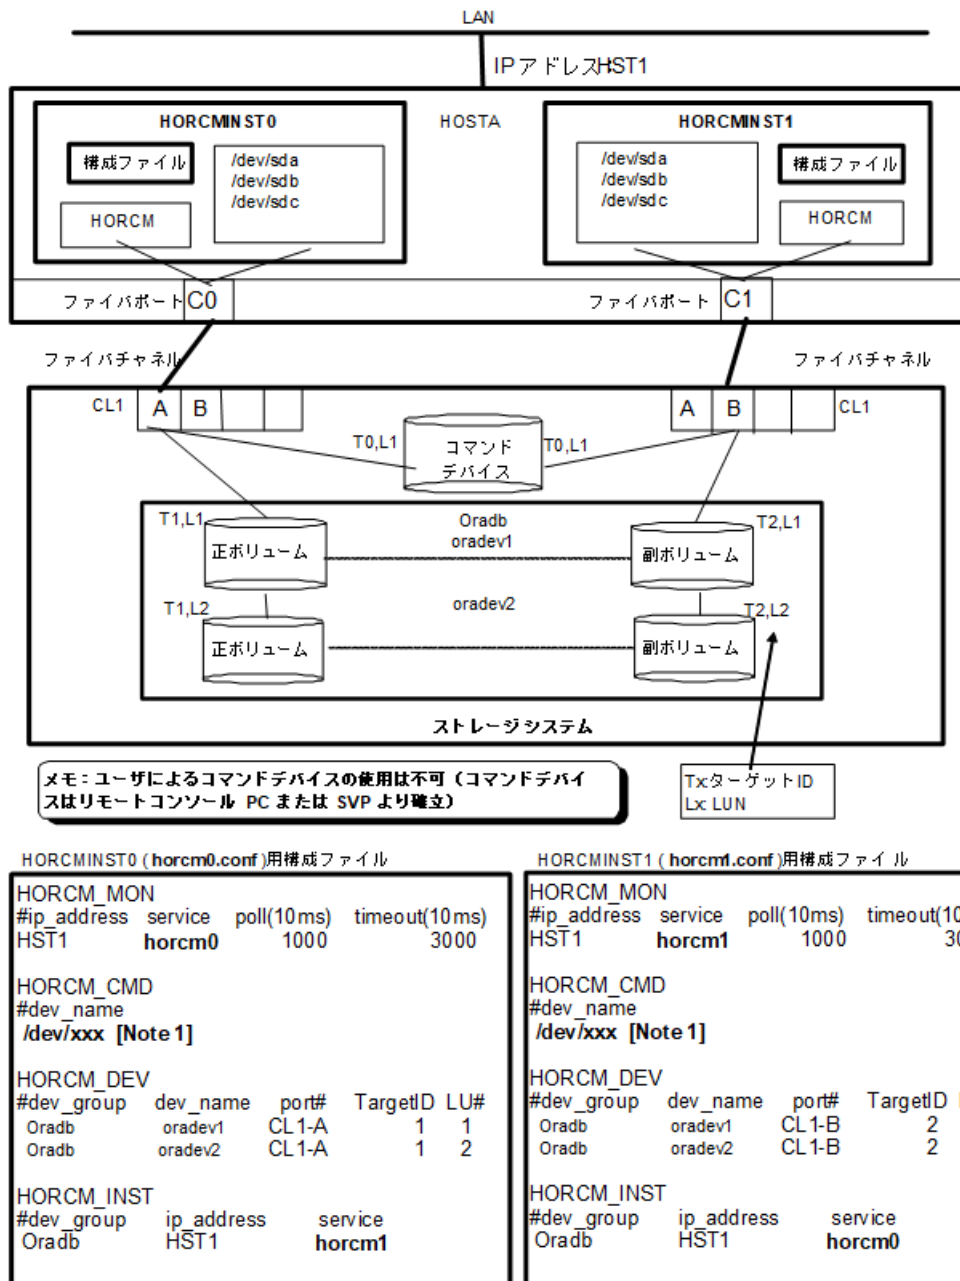 LAN
IPアドレスHST1
HORCMINST0
HOSTA
HORCMINST1
構成ファイル
/dev/sda
/dev/sdb
/dev/sdc
HORCM
/dev/sda
/dev/sdb
/dev/sdc
構成ファイル
HORCM
ファイバポート C0
ファイバポート C1
ファイバチャネル
ファイバチャネル
CL1 A B
A B CL1
T0,L1
コマンド
デバイス
T0,L1
T1,L1
Oradb
oradev1
T2,L1
正ボリューム
副ボリューム
T1,L2
oradev2
T2,L2
正ボリューム
副ボリューム
ストレージシステム
メモ：ユーザによるコマンドデバイスの使用は不可（コマンドデバイ
スはリモートコンソール PC または SVP より確立）
Tx:ターゲットID
Lx: LUN
HORCMINST0 ( horcm0.conf )用構成ファイル
HORCM_MON
#ip_address service poll(10ms) timeout(10ms)
HST1 horcm0 1000 3000
HORCM_CMD
#dev_name
/dev/xxx [Note 1]
HORCM_DEV
#dev_group dev_name port# TargetID LU#
Oradb oradev1 CL1-A 1 1
Oradb oradev2 CL1-A 1 2
HORCM_INST
#dev_group ip_address service
Oradb HST1 horcm1
HORCMINST1 ( horcm1.conf )用構成ファイル
HORCM_MON
#ip_address service poll(10ms) timeout(10
HST1 horcm1 1000 30
HORCM_CMD
#dev_name
/dev/xxx [Note 1]
HORCM_DEV
#dev_group dev_name port# TargetID
Oradb oradev1 CL1-B 2
Oradb oradev2 CL1-B 2
HORCM_INST
#dev_group ip_address service
Oradb HST1 horcm0